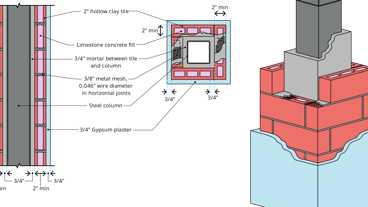 2" hollow clay tile
2" min
2" min
Limestone concrete fill
3/4" mortar between tile
and column
3/8" metal mesh,
0.046" wire diameter
in horizontal joints
Steel column
3/4"
3/4"
3/4" Gypsum plaster
3/4"
3/4"
2" min